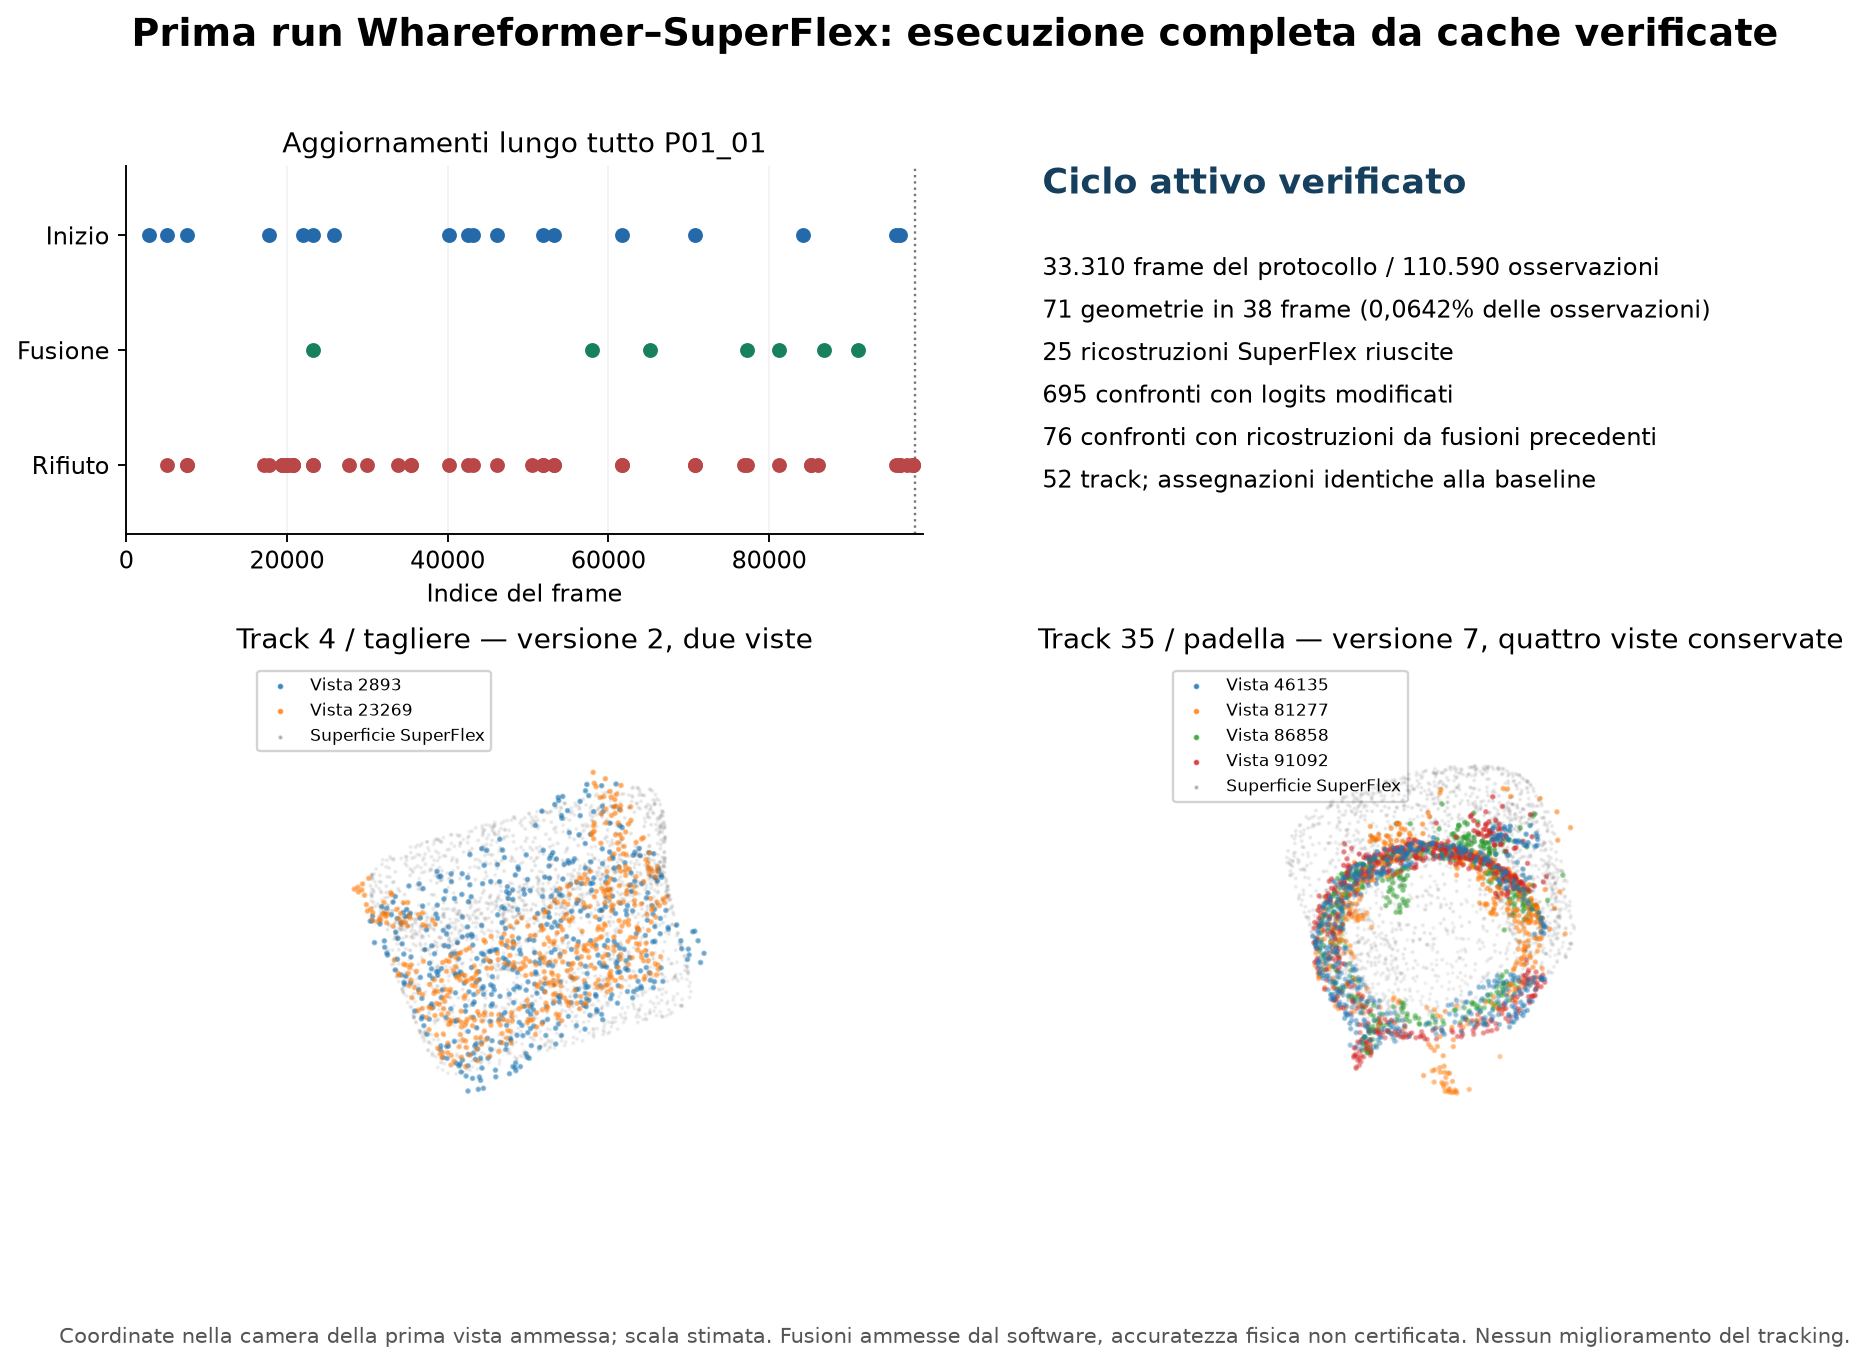 Prima run Whareformer–SuperFlex: esecuzione completa da cache verificate
Aggiornamenti lungo tutto P01_01
Inizio
Fusione
Rifiuto
0
20000
40000
60000
80000
Indice del frame
Ciclo attivo verificato
33.310 frame del protocollo / 110.590 osservazioni
71 geometrie in 38 frame (0,0642% delle osservazioni)
25 ricostruzioni SuperFlex riuscite
695 confronti con logits modificati
76 confronti con ricostruzioni da fusioni precedenti
52 track; assegnazioni identiche alla baseline
Track 4 / tagliere — versione 2, due viste
Vista 2893
Vista 23269
Superficie SuperFlex
Track 35 / padella — versione 7, quattro viste conservate
Vista 46135
Vista 81277
Vista 86858
Vista 91092
Superficie SuperFlex
Coordinate nella camera della prima vista ammessa; scala stimata. Fusioni ammesse dal software, accuratezza fisica non certificata. Nessun miglioramento del tracking.